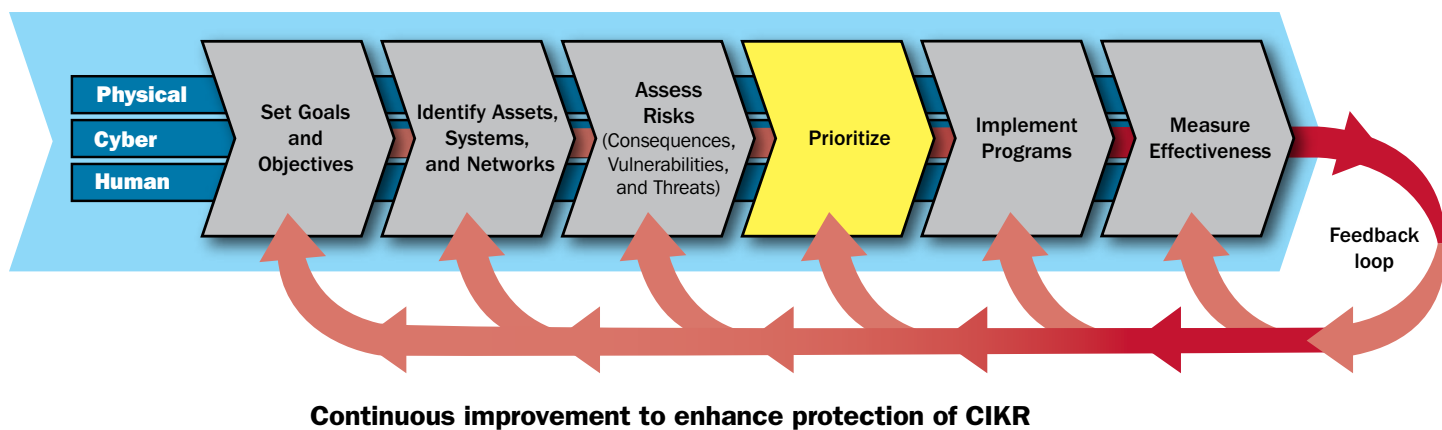 Physical
Cyber
Human
Set Goals
and
Objectives
Identify Assets,
Systems,
and Networks
Assess
Risks
(Consequences,
Vulnerabilities,
and Threats)
Prioritize
Implement
Programs
Measure
Effectiveness
Feedback
loop
Continuous improvement to enhance protection of CIKR